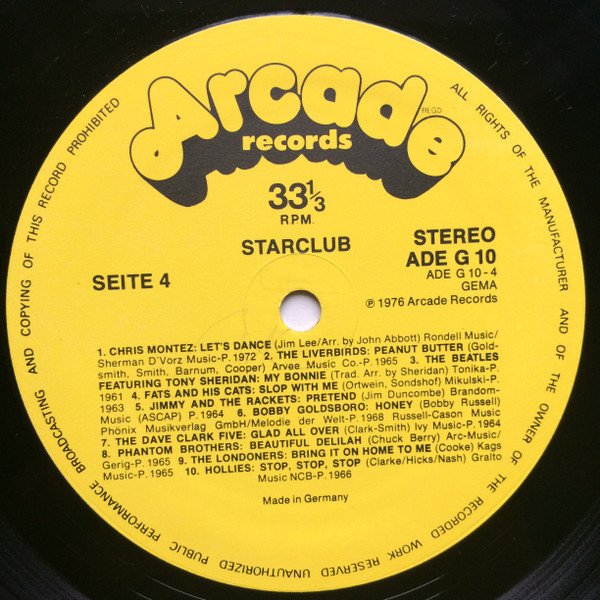 Arcade
REGD
records
33 1/3
RPM
STARCLUB
STEREO
ADE G 10
ADE G 10-4
GEMA
SEITE 4
℗ 1976 Arcade Records
1. CHRIS MONTEZ: LET'S DANCE (Jim Lee/Arr. by John Abbott) Rondell Music/
Sherman D'Vorz Music-P. 1972 2. THE LIVERBIRDS: PEANUT BUTTER (Gold-
smith, Smith, Barnum, Cooper) Arvee Music Co.-P. 1965 3. THE BEATLES
FEATURING TONY SHERIDAN: MY BONNIE (Trad. Arr. by Sheridan) Tonika-P.
1961 4. FATS AND HIS CATS: SLOP WITH ME (Ortwein, Sondshof) Mikulski-P.
1963 5. JIMMY AND THE RACKETS: PRETEND (Jim Duncombe) Brandom-
Music (ASCAP) P. 1964 6. BOBBY GOLDSBORO: HONEY (Bobby Russell)
Phönix Musikverlag GmbH/Melodie der Welt-P. 1968 Russell-Cason Music
7. THE DAVE CLARK FIVE: GLAD ALL OVER (Clark-Smith) Ivy Music-P. 1964
8. PHANTOM BROTHERS: BEAUTIFUL DELILAH (Chuck Berry) Arc-Music/
Gerig-P. 1965 9. THE LONDONERS: BRING IT ON HOME TO ME (Cooke) Kags
Music-P. 1965 10. HOLLIES: STOP, STOP, STOP (Clarke/Hicks/Nash) Gralto
Music NCB-P. 1966
Made in Germany
ALL RIGHTS OF THE MANUFACTURER AND OF THE OWNER OF THE RECORDED WORK RESERVED UNAUTHORIZED PUBLIC PERFORMANCE BROADCASTING AND COPYING OF THIS RECORD PROHIBITED